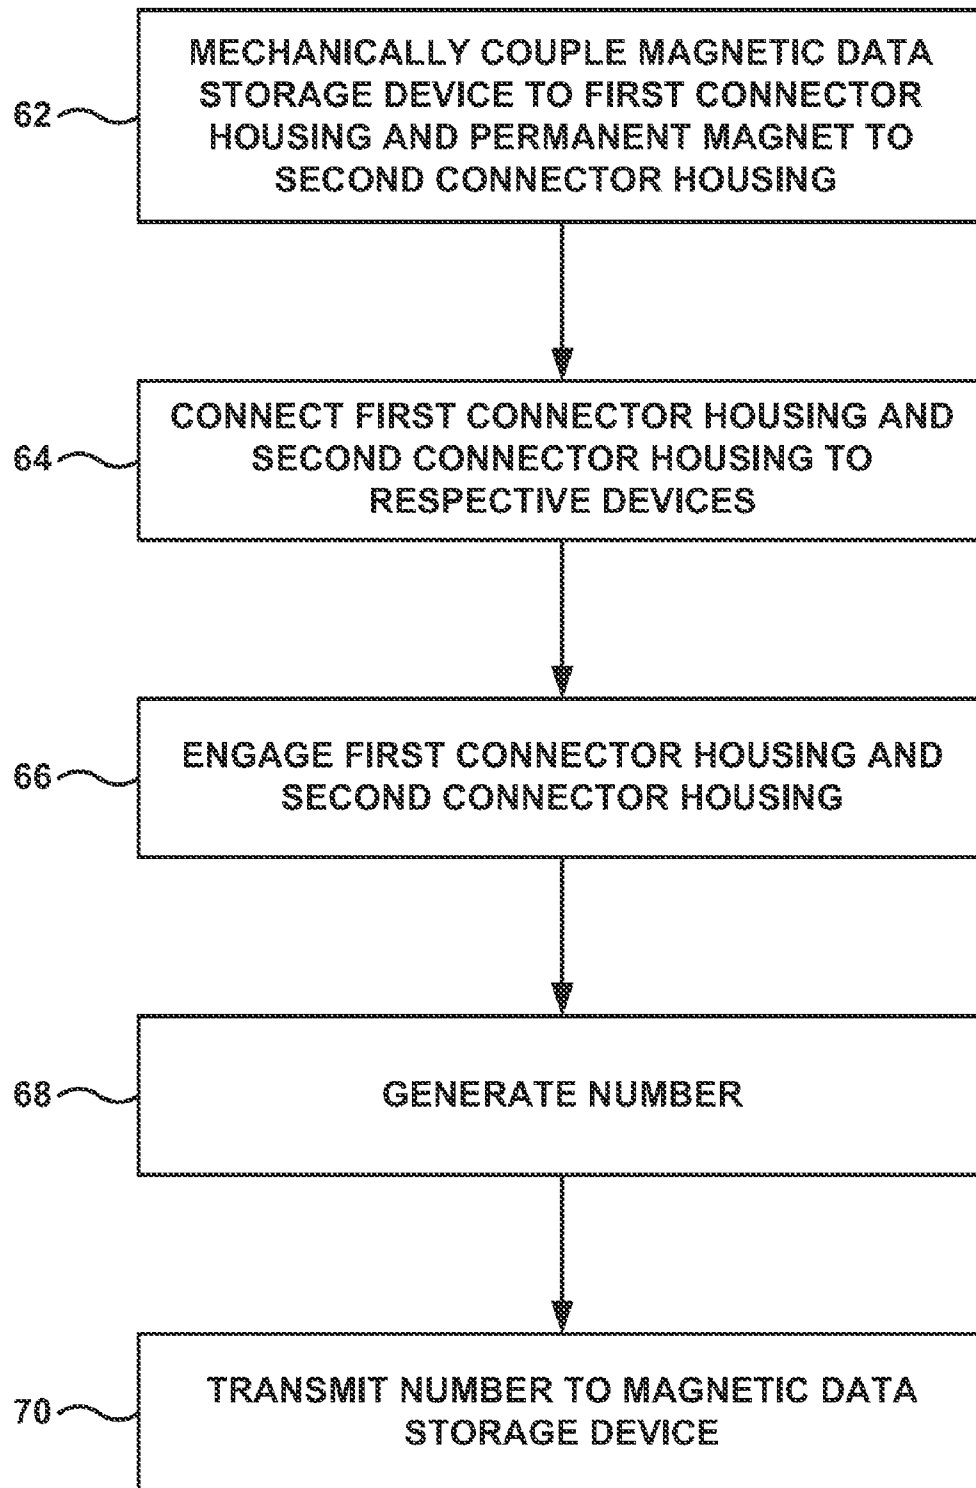 62
MECHANICALLY COUPLE MAGNETIC DATA
STORAGE DEVICE TO FIRST CONNECTOR
HOUSING AND PERMANENT MAGNET TO
SECOND CONNECTOR HOUSING
64
CONNECT FIRST CONNECTOR HOUSING AND
SECOND CONNECTOR HOUSING TO
RESPECTIVE DEVICES
66
ENGAGE FIRST CONNECTOR HOUSING AND
SECOND CONNECTOR HOUSING
68
GENERATE NUMBER
70
TRANSMIT NUMBER TO MAGNETIC DATA
STORAGE DEVICE